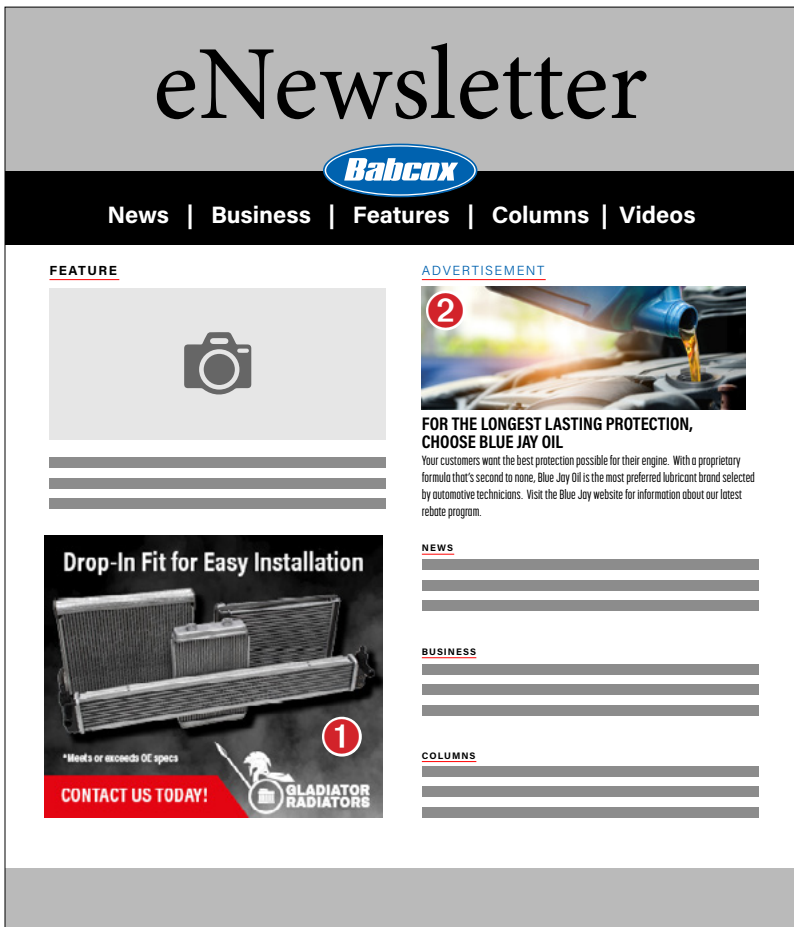 eNewsletter
Babcox
News | Business | Features | Columns | Videos
FEATURE
Drop-In Fit for Easy Installation
1
*Meets or exceeds OE specs
CONTACT US TODAY!
GLADIATOR
RADIATORS
ADVERTISEMENT
2
FOR THE LONGEST LASTING PROTECTION,
CHOOSE BLUE JAY OIL
Your customers want the best protection possible for their engine. With a proprietary
formula that's second to none, Blue Jay Oil is the most preferred lubricant brand selected
by automotive technicians. Visit the Blue Jay website for information about our latest
rebate program.
NEWS
BUSINESS
COLUMNS